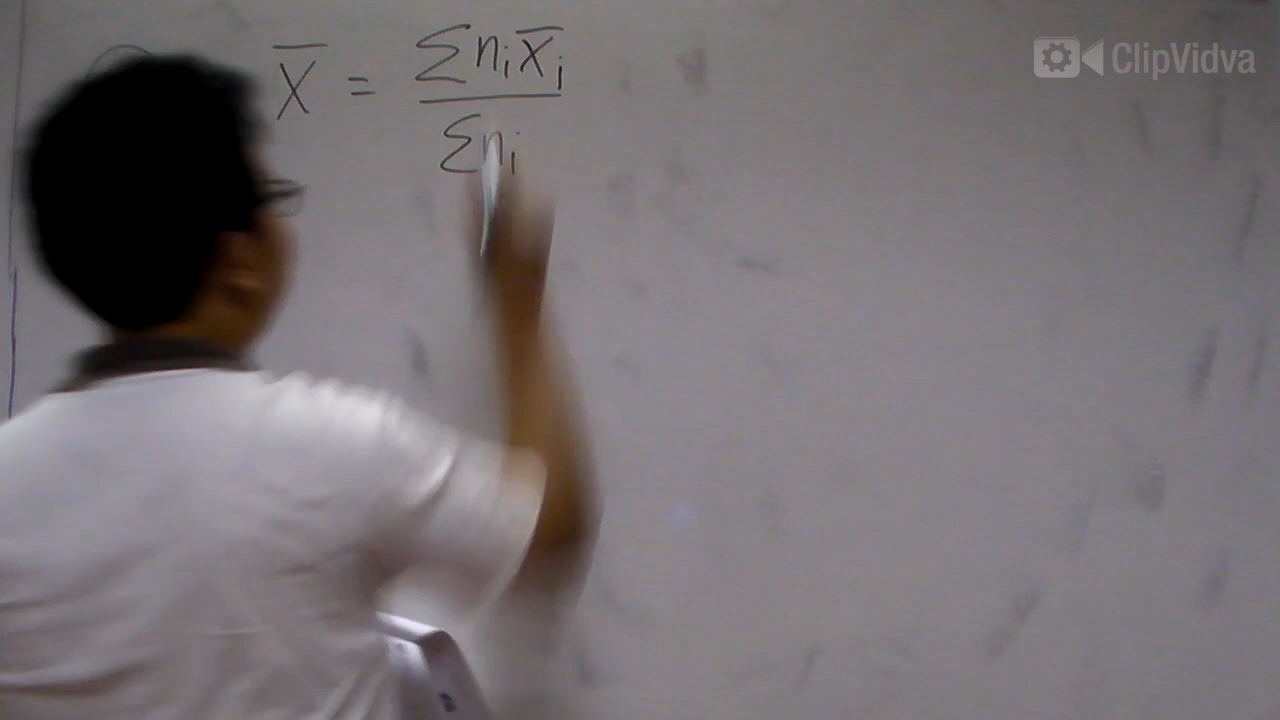 ClipVidva
X̄ = Σnᵢx̄ᵢ / Σnᵢ